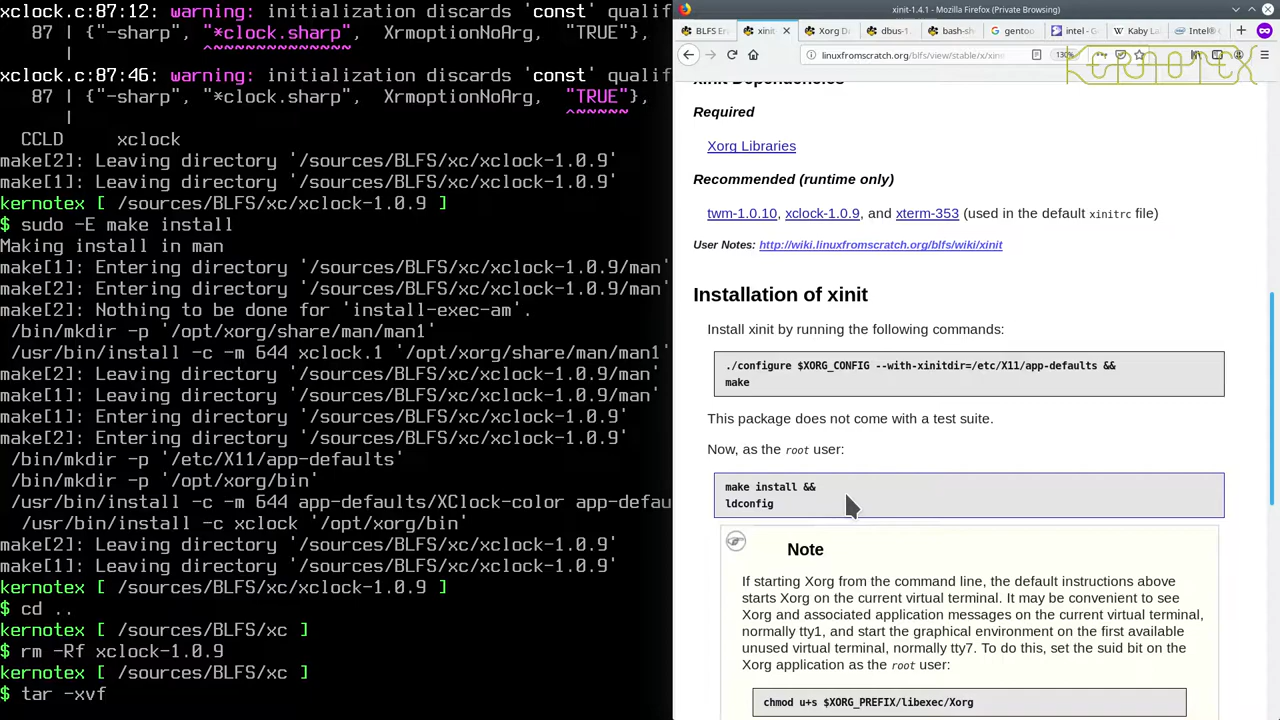 xclock.c:87:12: warning: initialization discards 'const' qualif
87 | {"-sharp", "*clock.sharp", XrmoptionNoArg, "TRUE"},
| ^~~~~~~~~~~~~~
xclock.c:87:46: warning: initialization discards 'const' qualif
87 | {"-sharp", "*clock.sharp", XrmoptionNoArg, "TRUE"},
| ^~~~~~
CCLD xclock
make[2]: Leaving directory '/sources/BLFS/xc/xclock-1.0.9'
make[1]: Leaving directory '/sources/BLFS/xc/xclock-1.0.9'
kernotex [ /sources/BLFS/xc/xclock-1.0.9 ]
$ sudo -E make install
Making install in man
make[1]: Entering directory '/sources/BLFS/xc/xclock-1.0.9/man'
make[2]: Entering directory '/sources/BLFS/xc/xclock-1.0.9/man'
make[2]: Nothing to be done for 'install-exec-am'.
/bin/mkdir -p '/opt/xorg/share/man/man1'
/usr/bin/install -c -m 644 xclock.1 '/opt/xorg/share/man/man1'
make[2]: Leaving directory '/sources/BLFS/xc/xclock-1.0.9/man'
make[1]: Leaving directory '/sources/BLFS/xc/xclock-1.0.9/man'
make[1]: Entering directory '/sources/BLFS/xc/xclock-1.0.9'
make[2]: Entering directory '/sources/BLFS/xc/xclock-1.0.9'
/bin/mkdir -p '/etc/X11/app-defaults'
/bin/mkdir -p '/opt/xorg/bin'
/usr/bin/install -c -m 644 app-defaults/XClock-color app-defau
/usr/bin/install -c xclock '/opt/xorg/bin'
make[2]: Leaving directory '/sources/BLFS/xc/xclock-1.0.9'
make[1]: Leaving directory '/sources/BLFS/xc/xclock-1.0.9'
kernotex [ /sources/BLFS/xc/xclock-1.0.9 ]
$ cd ..
kernotex [ /sources/BLFS/xc ]
$ rm -Rf xclock-1.0.9
kernotex [ /sources/BLFS/xc ]
$ tar -xvf
xinit-1.4.1 - Mozilla Firefox (Private Browsing)
BLFS En xinit- Xorg D dbus-1 bash-sh gentoo intel - G Kaby La Intel®
linuxfromscratch.org/blfs/view/stable/x/xinit 130%
KERNOTEX
xinit Dependencies
Required
Xorg Libraries
Recommended (runtime only)
twm-1.0.10, xclock-1.0.9, and xterm-353 (used in the default xinitrc file)
User Notes: http://wiki.linuxfromscratch.org/blfs/wiki/xinit
Installation of xinit
Install xinit by running the following commands:
./configure $XORG_CONFIG --with-xinitdir=/etc/X11/app-defaults &&
make
This package does not come with a test suite.
Now, as the root user:
make install &&
ldconfig
Note
If starting Xorg from the command line, the default instructions above
starts Xorg on the current virtual terminal. It may be convenient to see
Xorg and associated application messages on the current virtual terminal,
normally tty1, and start the graphical environment on the first available
unused virtual terminal, normally tty7. To do this, set the suid bit on the
Xorg application as the root user:
chmod u+s $XORG_PREFIX/libexec/Xorg